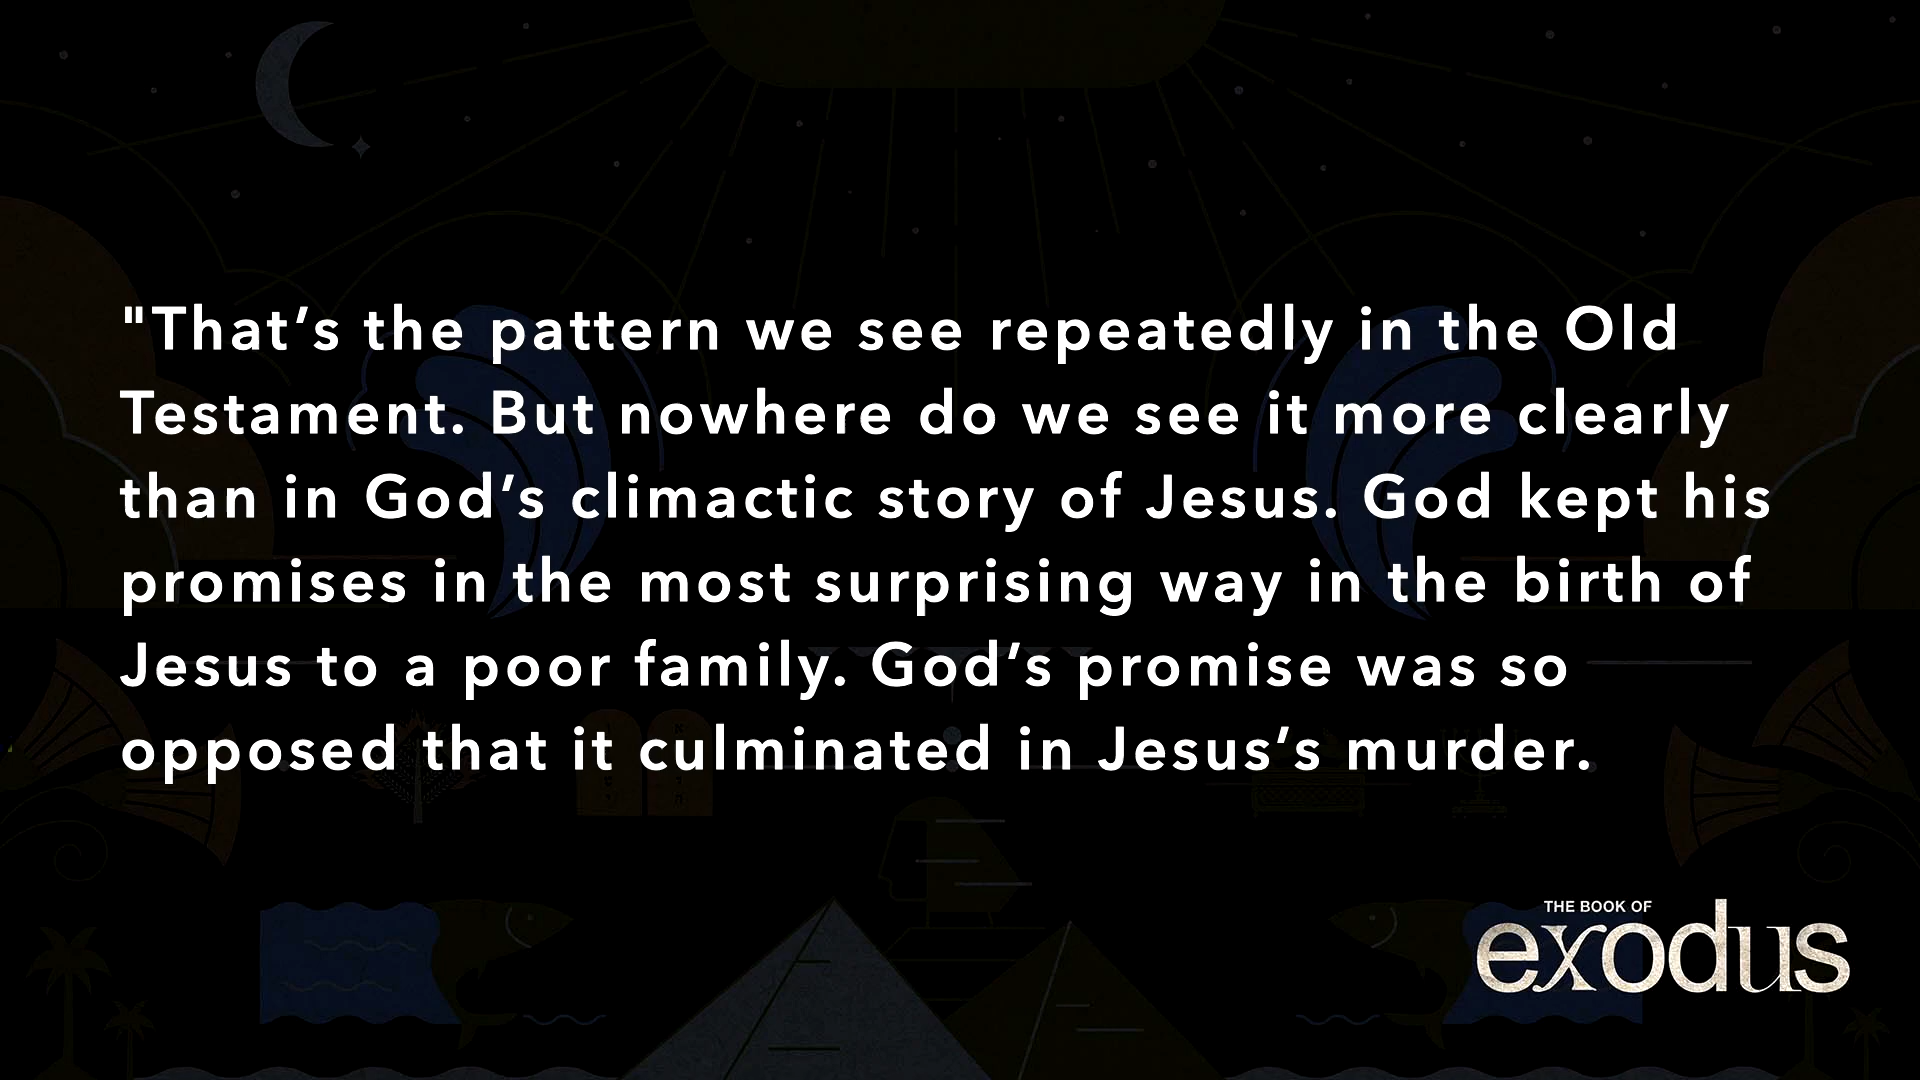 "That’s the pattern we see repeatedly in the Old
Testament. But nowhere do we see it more clearly
than in God’s climactic story of Jesus. God kept his
promises in the most surprising way in the birth of
Jesus to a poor family. God’s promise was so
opposed that it culminated in Jesus’s murder.
THE BOOK OF
exodus